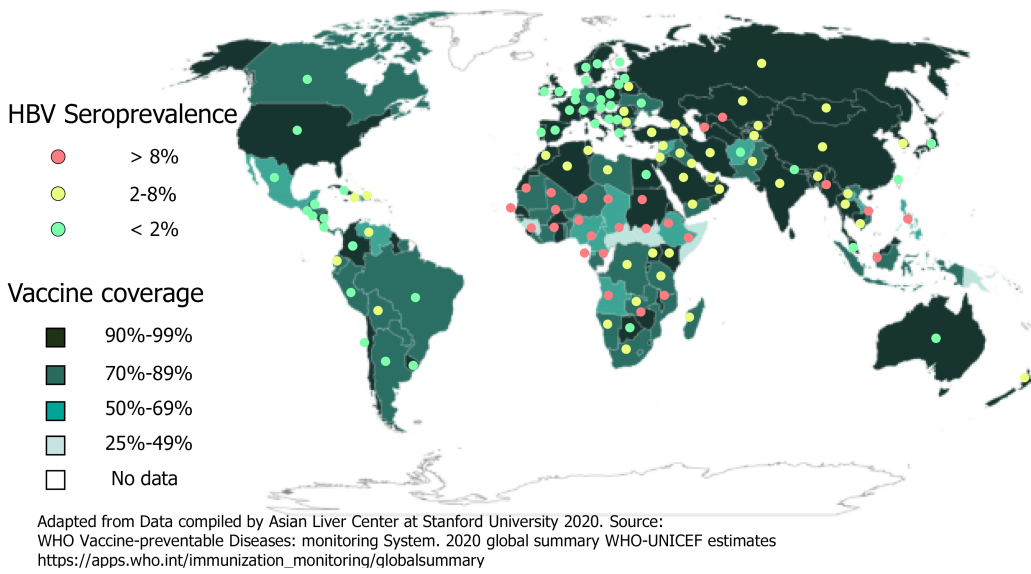 HBV Seroprevalence
> 8%
2-8%
< 2%
Vaccine coverage
90%-99%
70%-89%
50%-69%
25%-49%
No data
Adapted from Data compiled by Asian Liver Center at Stanford University 2020. Source:
WHO Vaccine-preventable Diseases: monitoring System. 2020 global summary WHO-UNICEF estimates
https://apps.who.int/immunization_monitoring/globalsummary